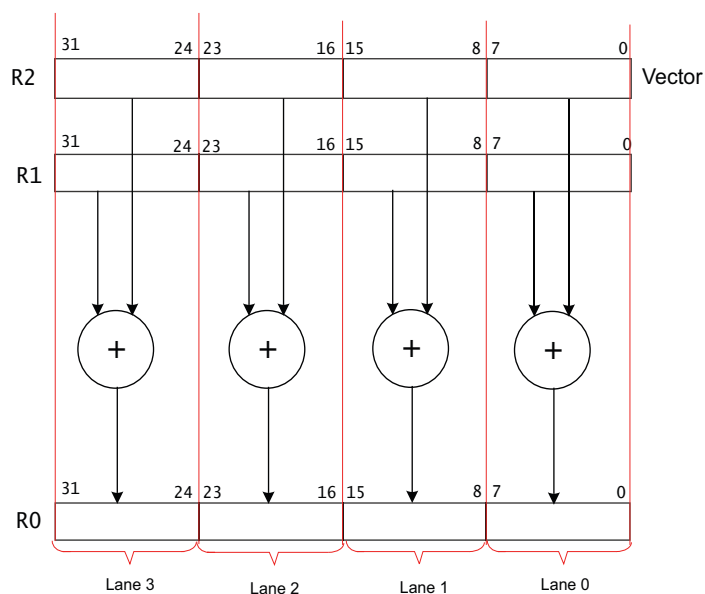 31 24 23 16 15 8 7 0
R2 Vector
31 24 23 16 15 8 7 0
R1
+ + + +
31 24 23 16 15 8 7 0
R0
Lane 3 Lane 2 Lane 1 Lane 0